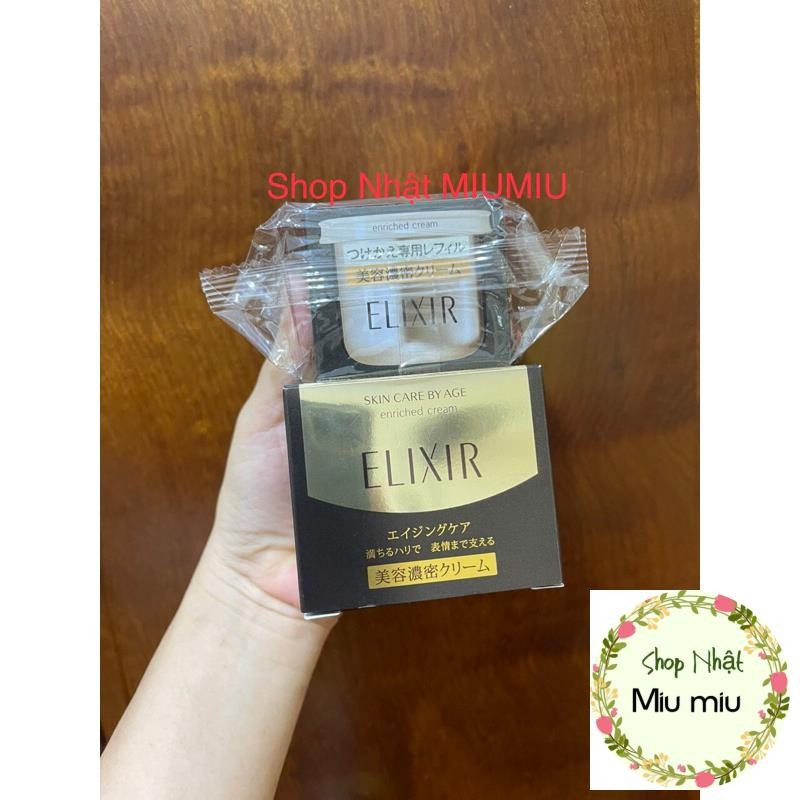 Shop Nhật MIUMIU
enriched cream
つけかえ専用レフィル
美容濃密クリーム
ELIXIR
SKIN CARE BY AGE
enriched cream
ELIXIR
エイジングケア
満ちるハリで 表情まで支える
美容濃密クリーム
Shop Nhật
Miu miu